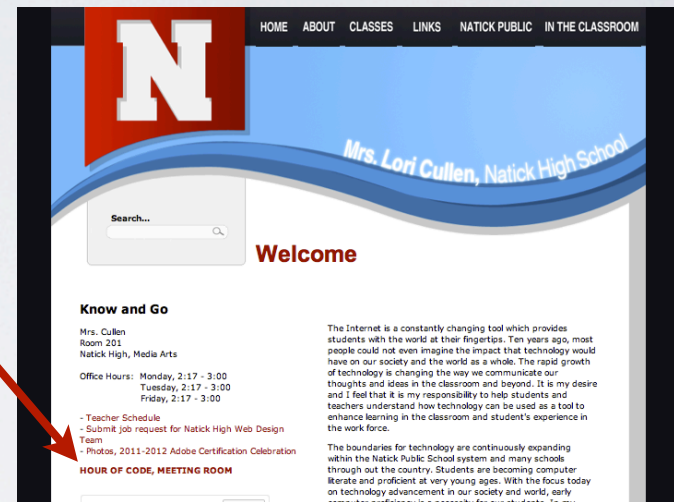 HOME ABOUT CLASSES LINKS NATICK PUBLIC IN THE CLASSROOM
N
Mrs. Lori Cullen, Natick High School
Search...
Welcome
Know and Go
Mrs. Cullen
Room 201
Natick High, Media Arts
Office Hours: Monday, 2:17 - 3:00
Tuesday, 2:17 - 3:00
Friday, 2:17 - 3:00
- Teacher Schedule
- Submit job request for Natick High Web Design
Team
- Photos, 2011-2012 Adobe Certification Celebration
HOUR OF CODE, MEETING ROOM
The Internet is a constantly changing tool which provides
students with the world at their fingertips. Ten years ago, most
people could not even imagine the impact that technology would
have on our society and the world as a whole. The rapid growth
of technology is changing the way we communicate our
thoughts and ideas in the classroom and beyond. It is my desire
and I feel that it is my responsibility to help students and
teachers understand how technology can be used as a tool to
enhance learning in the classroom and student's experience in
the work force.
The boundaries for technology are continuously expanding
within the Natick Public School system and many schools
through out the country. Students are becoming computer
literate and proficient at very young ages. With the focus today
on technology advancement in our society and world, early
computer proficiency is a necessity for our students. In my